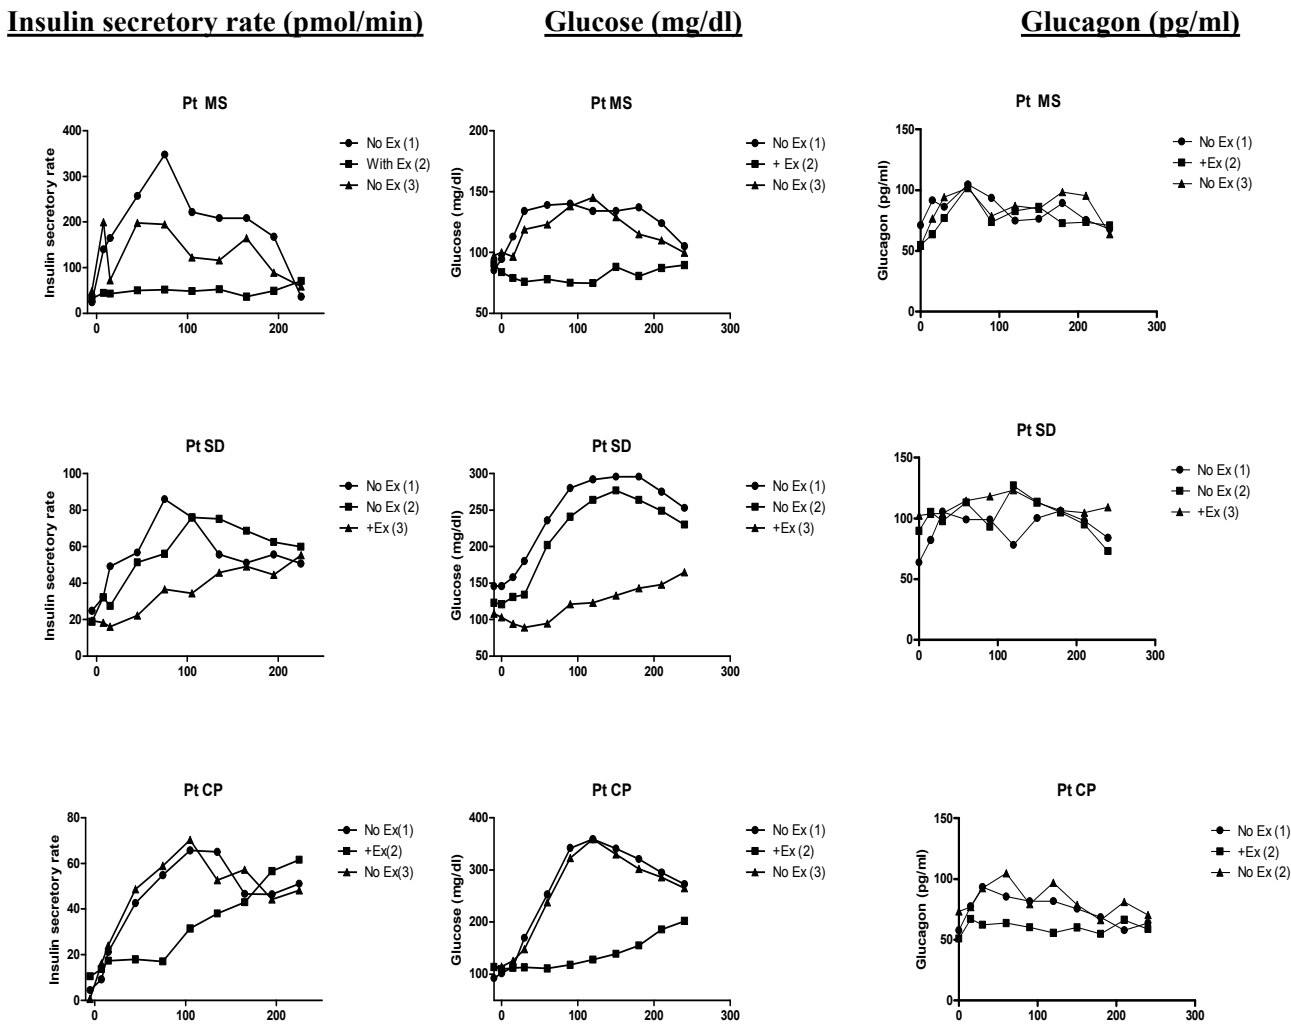 Insulin secretory rate (pmol/min) Glucose (mg/dl) Glucagon (pg/ml)
Pt MS
Insulin secretory rate
400
300
200
100
0
0 100 200
No Ex (1)
With Ex (2)
No Ex (3)
Pt MS
Glucose (mg/dl)
200
150
100
50
0 100 200 300
No Ex (1)
+ Ex (2)
No Ex (3)
Pt MS
Glucagon (pg/ml)
150
100
50
0
0 100 200 300
No Ex (1)
+Ex (2)
No Ex (3)
Pt SD
Insulin secretory rate
100
80
60
40
20
0
0 100 200
No Ex (1)
No Ex (2)
+Ex (3)
Pt SD
Glucose (mg/dl)
300
250
200
150
100
50
0 100 200 300
No Ex (1)
No Ex (2)
+Ex (3)
Pt SD
Glucagon (pg/ml)
150
100
50
0
0 100 200 300
No Ex (1)
No Ex (2)
+Ex (3)
Pt CP
Insulin secretory rate
80
60
40
20
0
0 100 200
No Ex(1)
+Ex(2)
No Ex(3)
Pt CP
Glucose (mg/dl)
400
300
200
100
0 100 200 300
No Ex (1)
+Ex (2)
No Ex (3)
Pt CP
Glucagon (pg/ml)
150
100
50
0
0 100 200 300
No Ex (1)
+Ex (2)
No Ex (2)